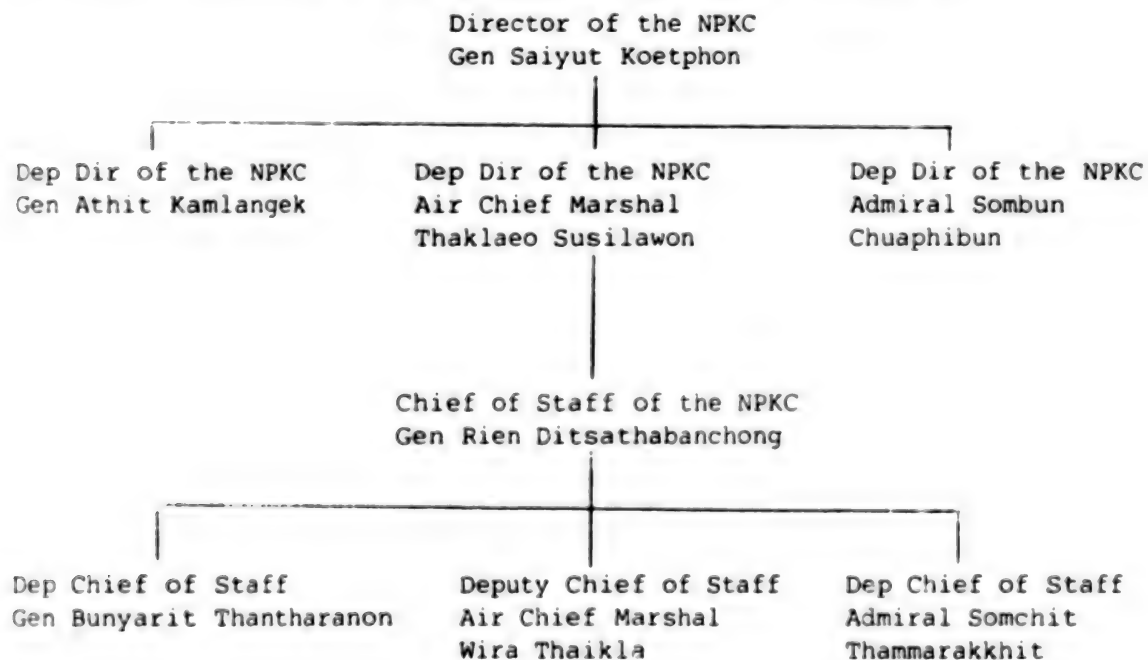 Director of the NPKC
Gen Saiyut Koetphon
Dep Dir of the NPKC
Gen Athit Kamlangek
Dep Dir of the NPKC
Air Chief Marshal
Thaklaeo Susilawon
Dep Dir of the NPKC
Admiral Sombun
Chuaphibun
Chief of Staff of the NPKC
Gen Rien Ditsathabanchong
Dep Chief of Staff
Gen Bunyarit Thantharanon
Deputy Chief of Staff
Air Chief Marshal
Wira Thaikla
Dep Chief of Staff
Admiral Somchit
Thammarakkhit